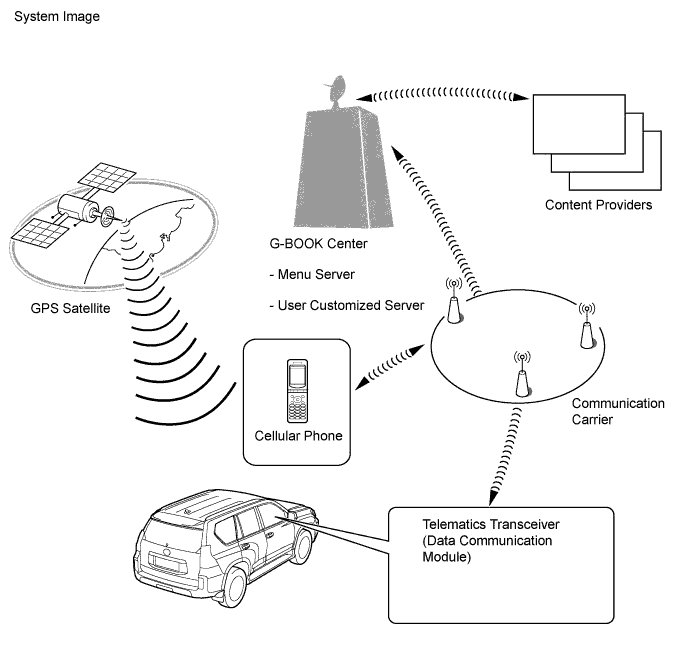 System Image
Content Providers
G-BOOK Center
- Menu Server
- User Customized Server
GPS Satellite
Cellular Phone
Communication
Carrier
Telematics Transceiver
(Data Communication
Module)